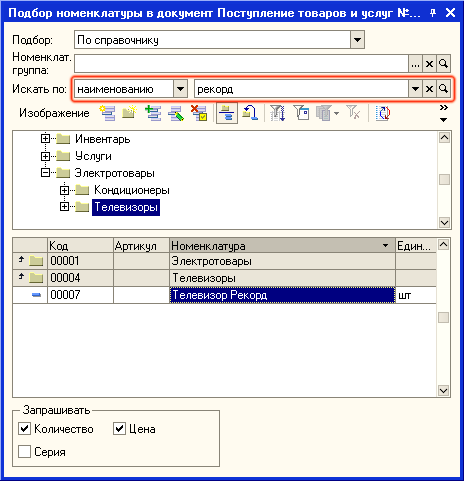 Подбор номенклатуры в документ Поступление товаров и услуг №...
Подбор: По справочнику
Номенклат. группа:
Искать по: наименованию рекорд
Изображение
Инвентарь
Услуги
Электротовары
Кондиционеры
Телевизоры
Код Артикул Номенклатура Един...
00001 Электротовары
00004 Телевизоры
00007 Телевизор Рекорд шт
Запрашивать
Количество Цена
Серия